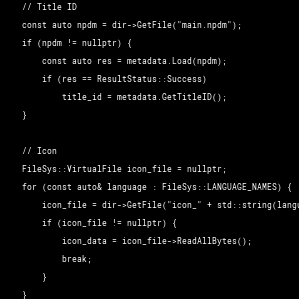 // Title ID
const auto npdm = dir->GetFile("main.npdm");
if (npdm != nullptr) {
const auto res = metadata.Load(npdm);
if (res == ResultStatus::Success)
title_id = metadata.GetTitleID();
}
// Icon
FileSys::VirtualFile icon_file = nullptr;
for (const auto& language : FileSys::LANGUAGE_NAMES) {
icon_file = dir->GetFile("icon_" + std::string(langu
if (icon_file != nullptr) {
icon_data = icon_file->ReadAllBytes();
break;
}
}